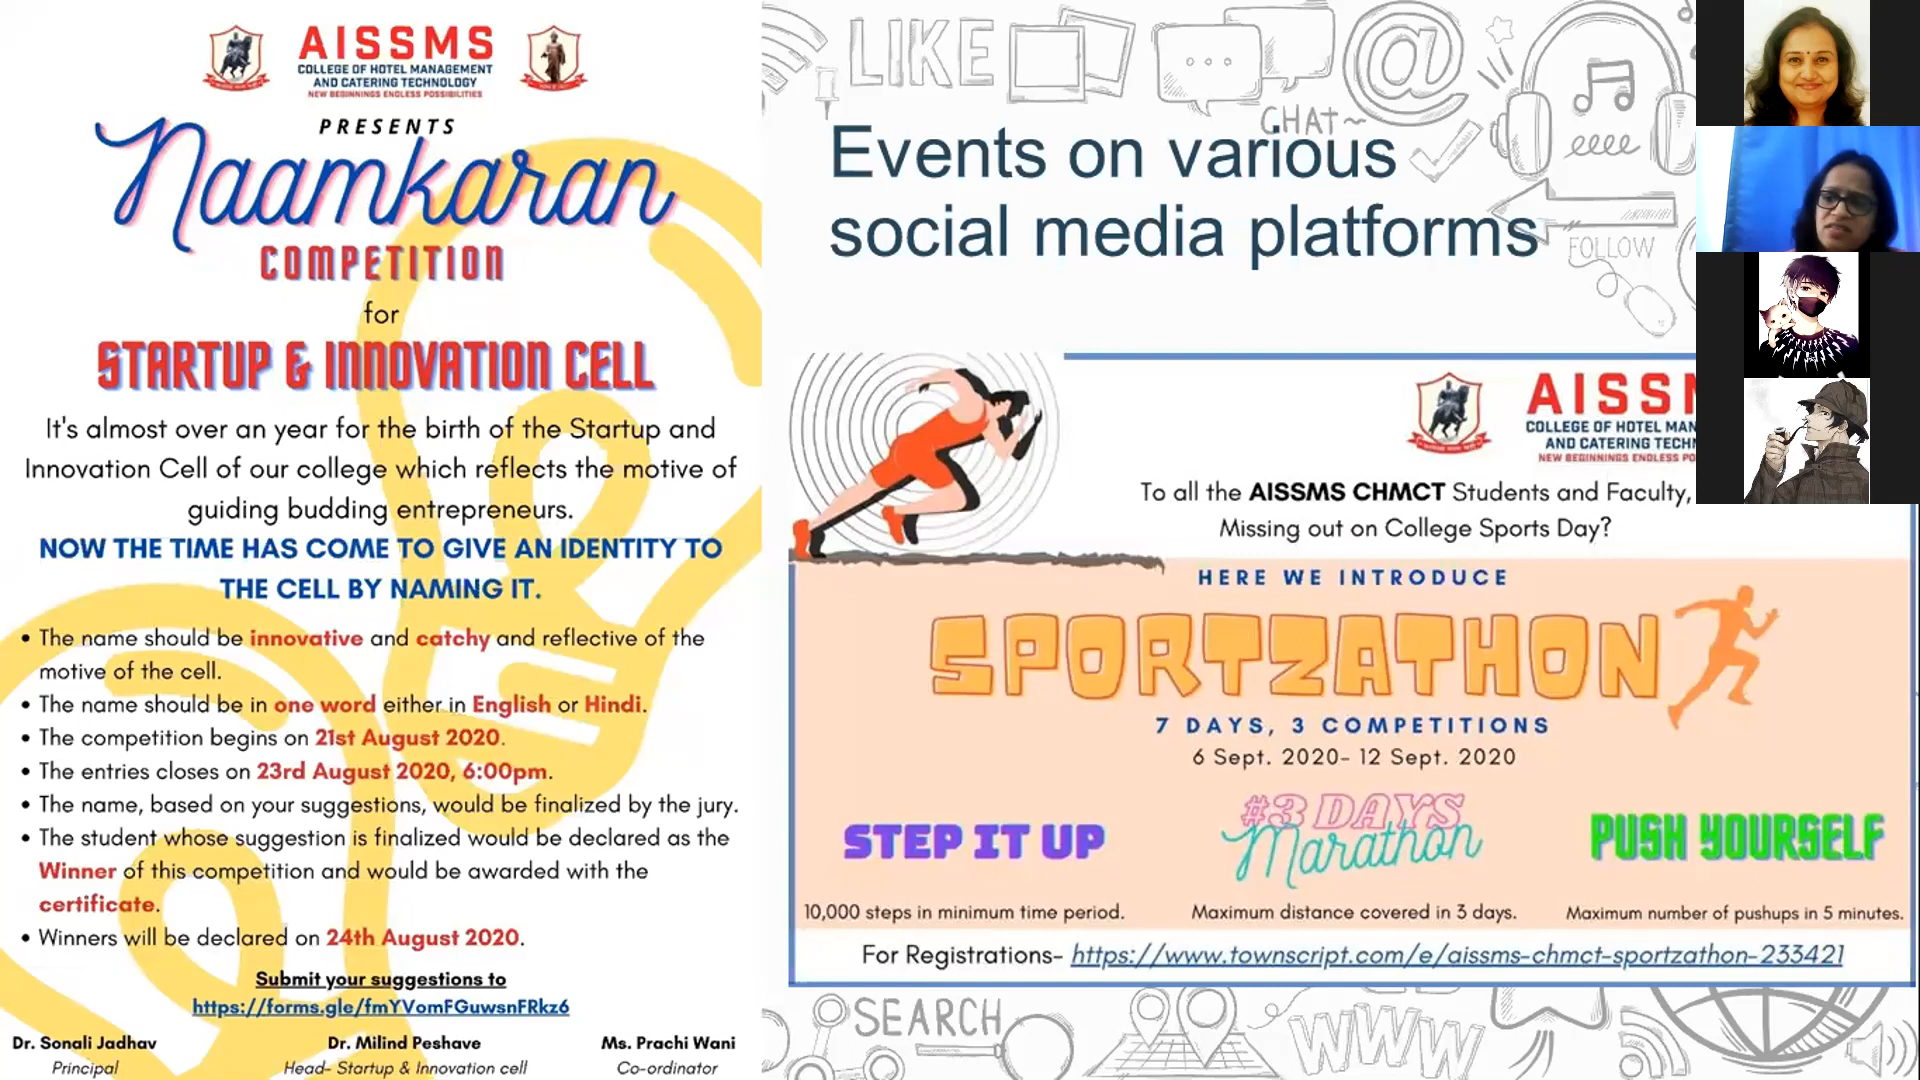 AISSMS
COLLEGE OF HOTEL MANAGEMENT
AND CATERING TECHNOLOGY
NEW BEGINNINGS ENDLESS POSSIBILITIES
PRESENTS
Naamkaran
COMPETITION
for
STARTUP & INNOVATION CELL
It's almost over an year for the birth of the Startup and
Innovation Cell of our college which reflects the motive of
guiding budding entrepreneurs.
NOW THE TIME HAS COME TO GIVE AN IDENTITY TO
THE CELL BY NAMING IT.
• The name should be innovative and catchy and reflective of the
motive of the cell.
• The name should be in one word either in English or Hindi.
• The competition begins on 21st August 2020.
• The entries closes on 23rd August 2020, 6:00pm.
• The name, based on your suggestions, would be finalized by the jury.
• The student whose suggestion is finalized would be declared as the
Winner of this competition and would be awarded with the
certificate.
• Winners will be declared on 24th August 2020.
Submit your suggestions to
https://forms.gle/fmYVomFGuwsnFRkz6
Dr. Sonali Jadhav
Principal
Dr. Milind Peshave
Head- Startup & Innovation cell
Ms. Prachi Wani
Co-ordinator
LIKE
CHAT~
Events on various
social media platforms
FOLLOW
AISSM
COLLEGE OF HOTEL MAN
AND CATERING TECHN
NEW BEGINNINGS ENDLESS PO
To all the AISSMS CHMCT Students and Faculty,
Missing out on College Sports Day?
HERE WE INTRODUCE
SPORTZATHON
7 DAYS, 3 COMPETITIONS
6 Sept. 2020- 12 Sept. 2020
STEP IT UP
10,000 steps in minimum time period.
#3 DAYS
Marathon
Maximum distance covered in 3 days.
PUSH YOURSELF
Maximum number of pushups in 5 minutes.
For Registrations- https://www.townscript.com/e/aissms-chmct-sportzathon-233421
SEARCH
WWW